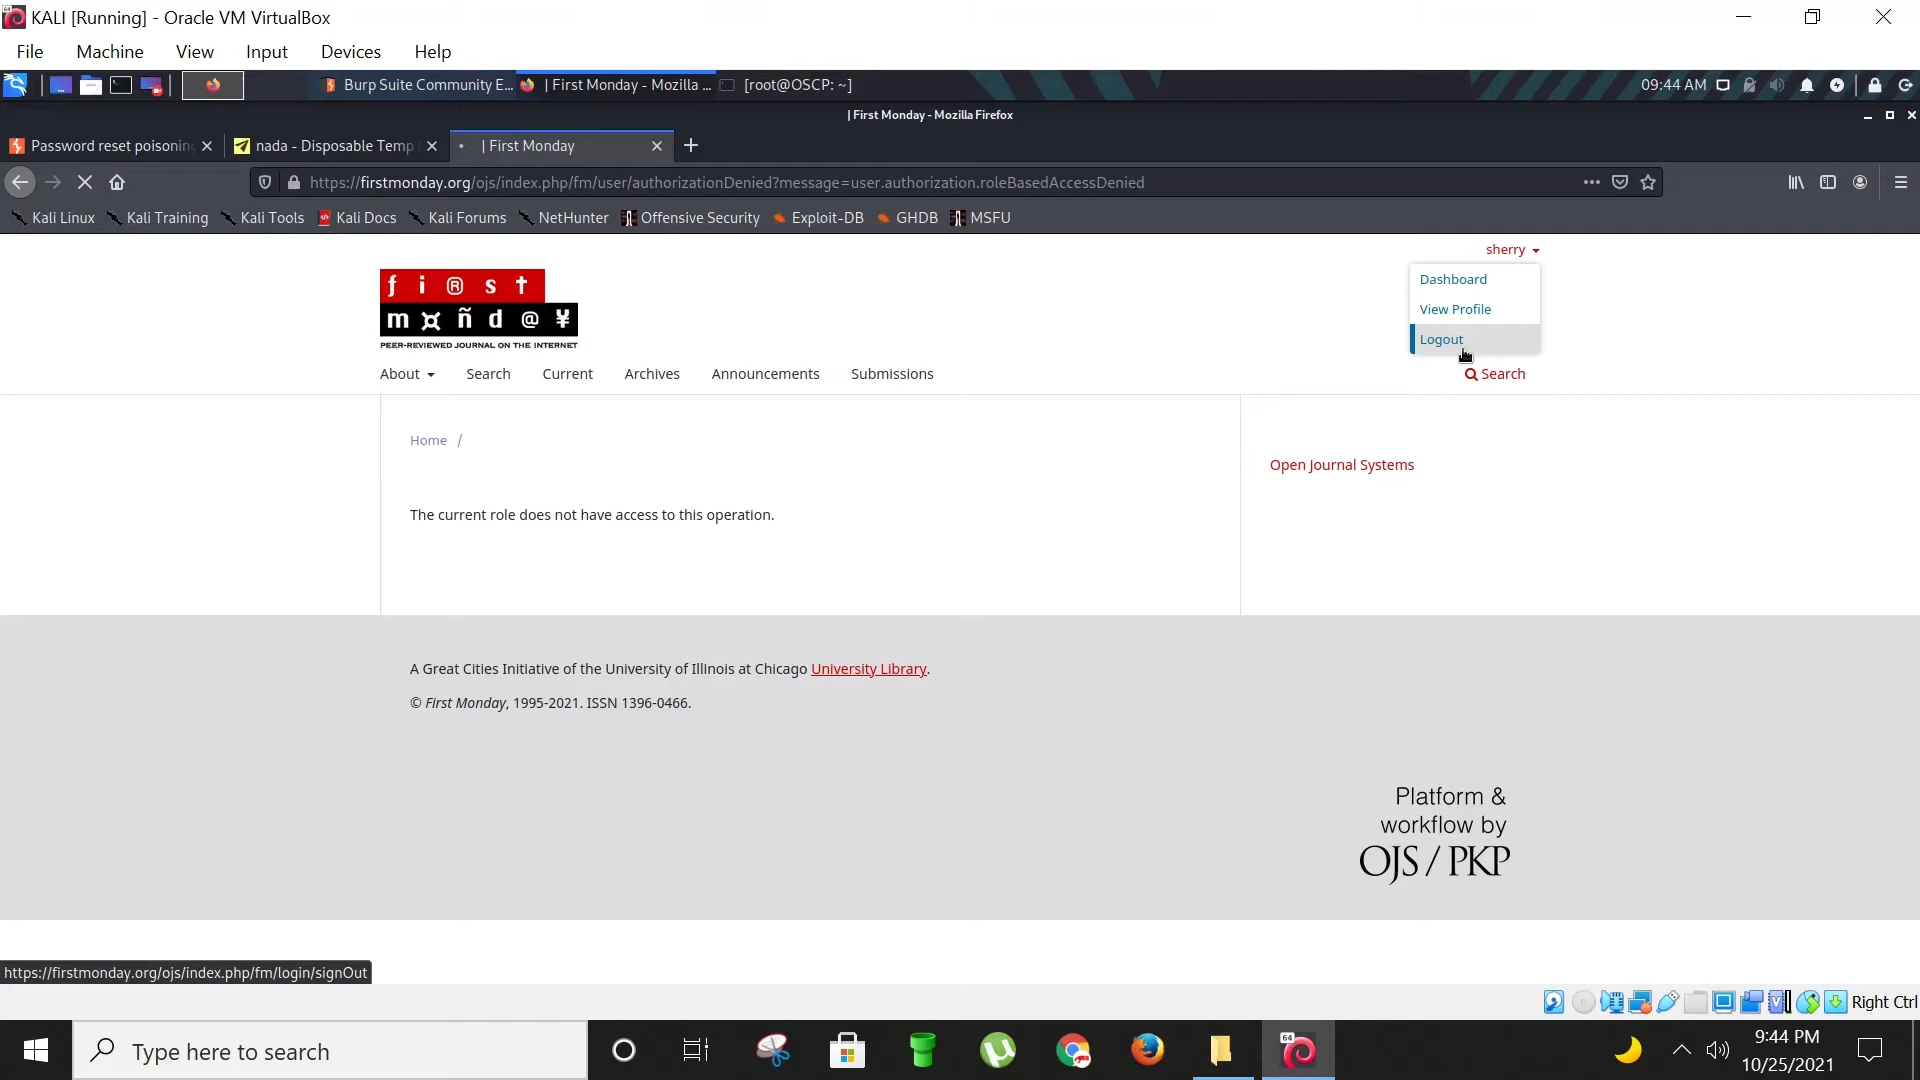 KALI [Running] - Oracle VM VirtualBox
File Machine View Input Devices Help
Burp Suite Community E... | First Monday - Mozilla ... [root@OSCP: ~] 09:44 AM
| First Monday - Mozilla Firefox
Password reset poisoning nada - Disposable Temp | First Monday
https://firstmonday.org/ojs/index.php/fm/user/authorizationDenied?message=user.authorization.roleBasedAccessDenied
Kali Linux Kali Training Kali Tools Kali Docs Kali Forums NetHunter Offensive Security Exploit-DB GHDB MSFU
sherry
Dashboard
View Profile
Logout
f i ® s t
m ¤ ñ d @ ¥
PEER-REVIEWED JOURNAL ON THE INTERNET
About Search Current Archives Announcements Submissions Search
Home /
Open Journal Systems
The current role does not have access to this operation.
A Great Cities Initiative of the University of Illinois at Chicago University Library.
© First Monday, 1995-2021. ISSN 1396-0466.
Platform &
workflow by
OJS / PKP
https://firstmonday.org/ojs/index.php/fm/login/signOut
Right Ctrl
Type here to search
64
9:44 PM
10/25/2021